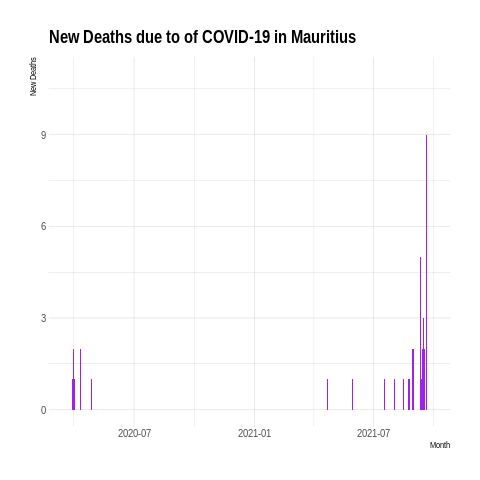 New Deaths due to of COVID-19 in Mauritius
New Deaths
9
6
3
0
2020-07 2021-01 2021-07
Month